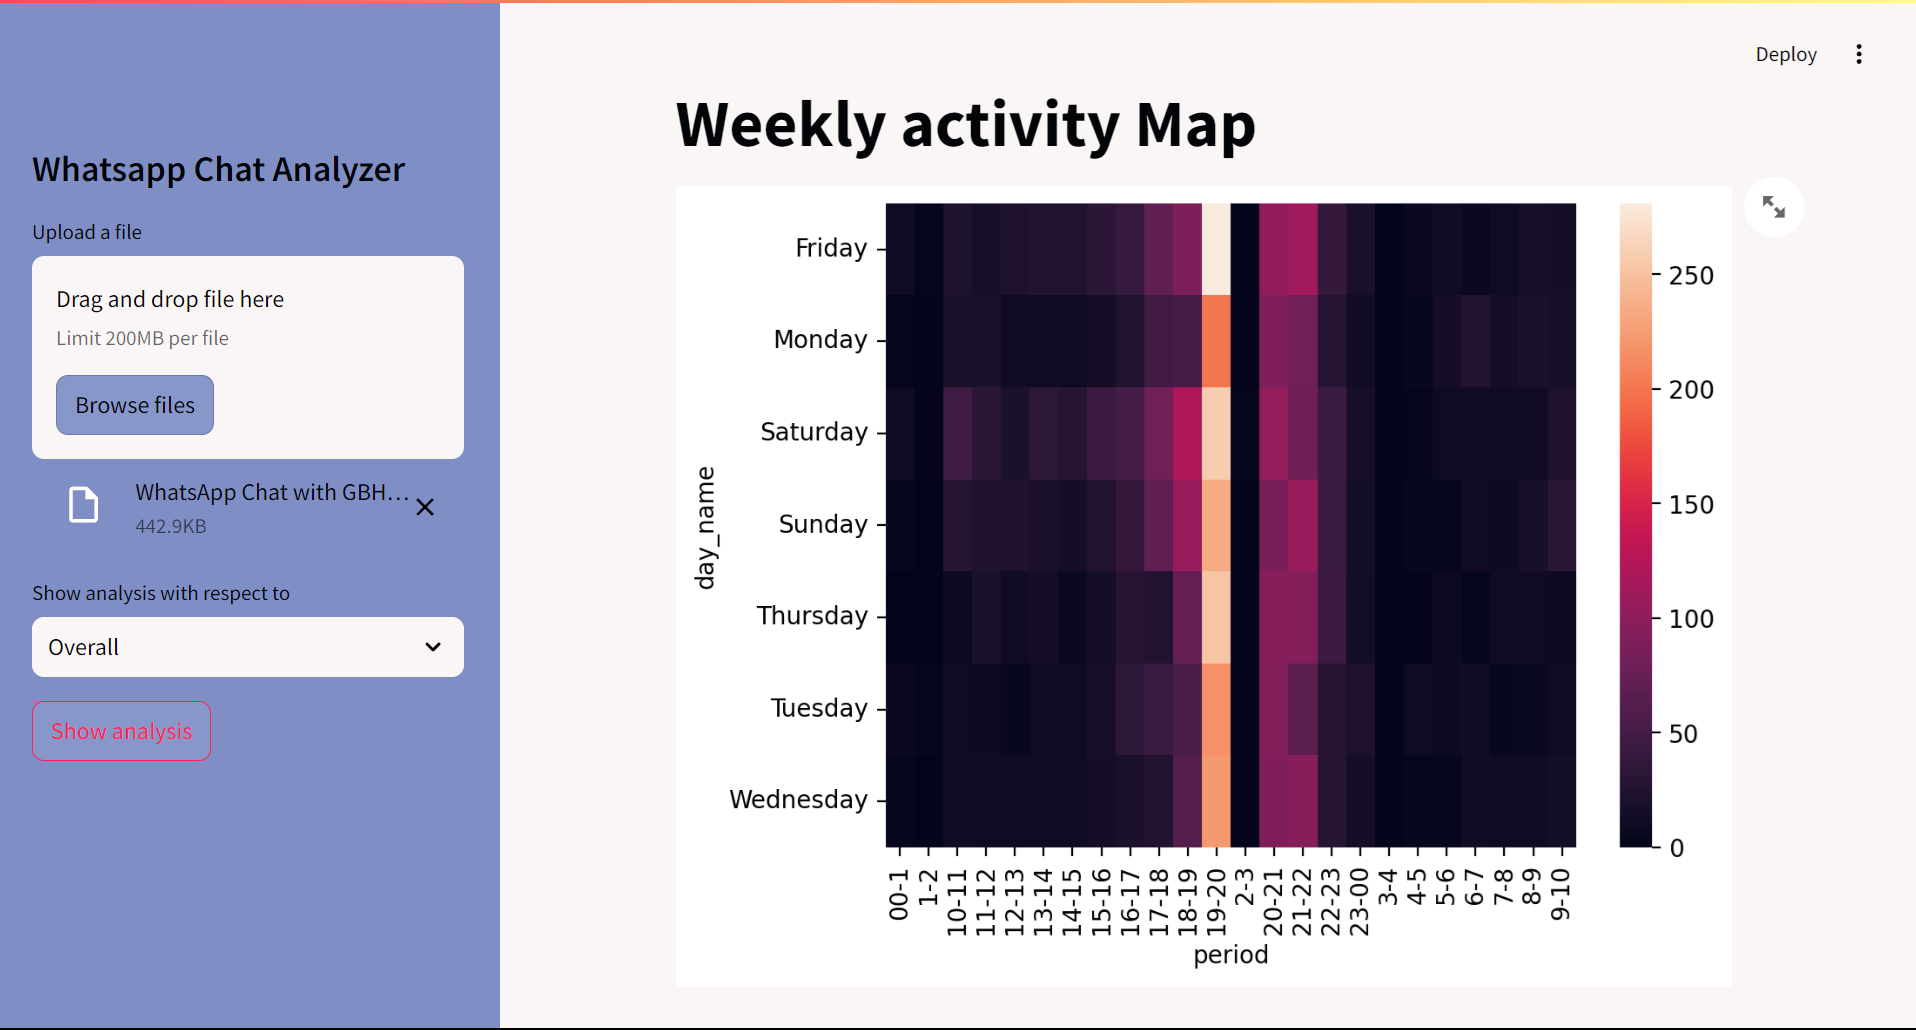 Whatsapp Chat Analyzer
Upload a file
Drag and drop file here
Limit 200MB per file
Browse files
WhatsApp Chat with GBH...
442.9KB
Show analysis with respect to
Overall
Show analysis
Deploy
Weekly activity Map
day_name
Friday
Monday
Saturday
Sunday
Thursday
Tuesday
Wednesday
00-1
1-2
10-11
11-12
12-13
13-14
14-15
15-16
16-17
17-18
18-19
19-20
2-3
20-21
21-22
22-23
23-00
3-4
4-5
5-6
6-7
7-8
8-9
9-10
period
250
200
150
100
50
0